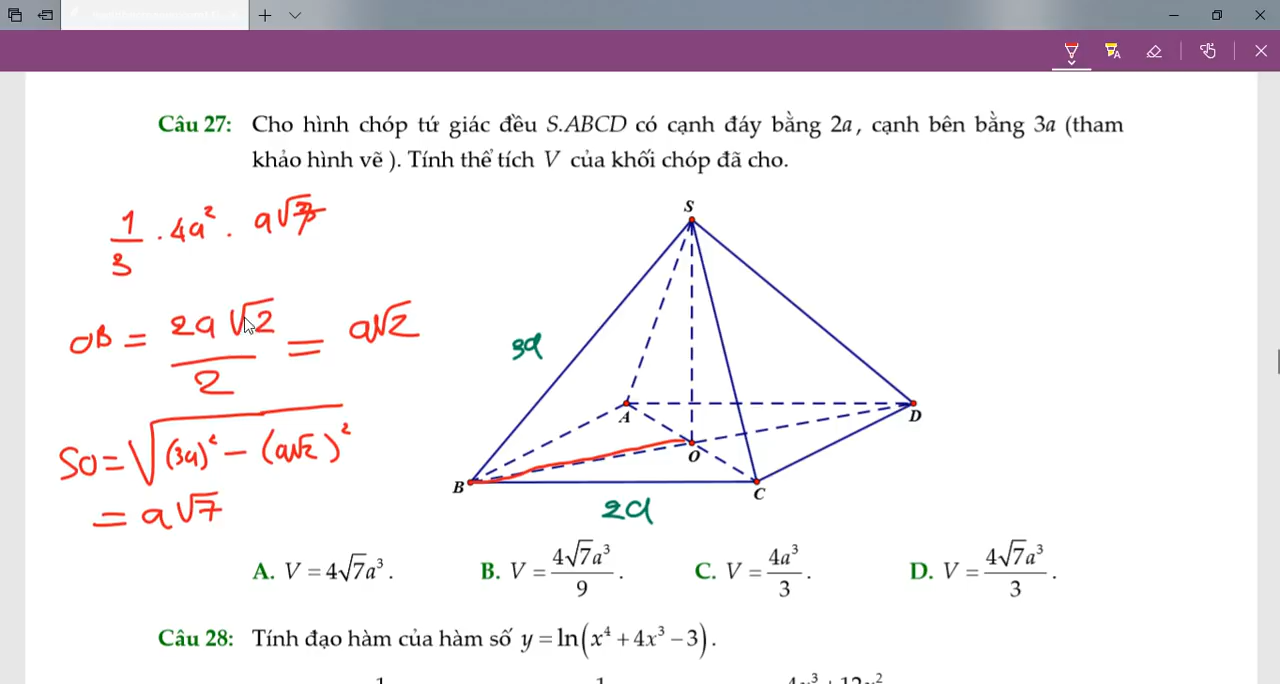 Câu 27: Cho hình chóp tứ giác đều S.ABCD có cạnh đáy bằng 2a, cạnh bên bằng 3a (tham
khảo hình vẽ ). Tính thể tích V của khối chóp đã cho.
1/3 . 4a² . a√7
OB = 2a√2/2 = a√2
SO = √((3a)² − (a√2)²)
= a√7
S
3a
A
D
O
B
C
2a
A. V = 4√7a³. B. V = 4√7a³/9. C. V = 4a³/3. D. V = 4√7a³/3.
Câu 28: Tính đạo hàm của hàm số y = ln(x⁴ + 4x³ − 3).